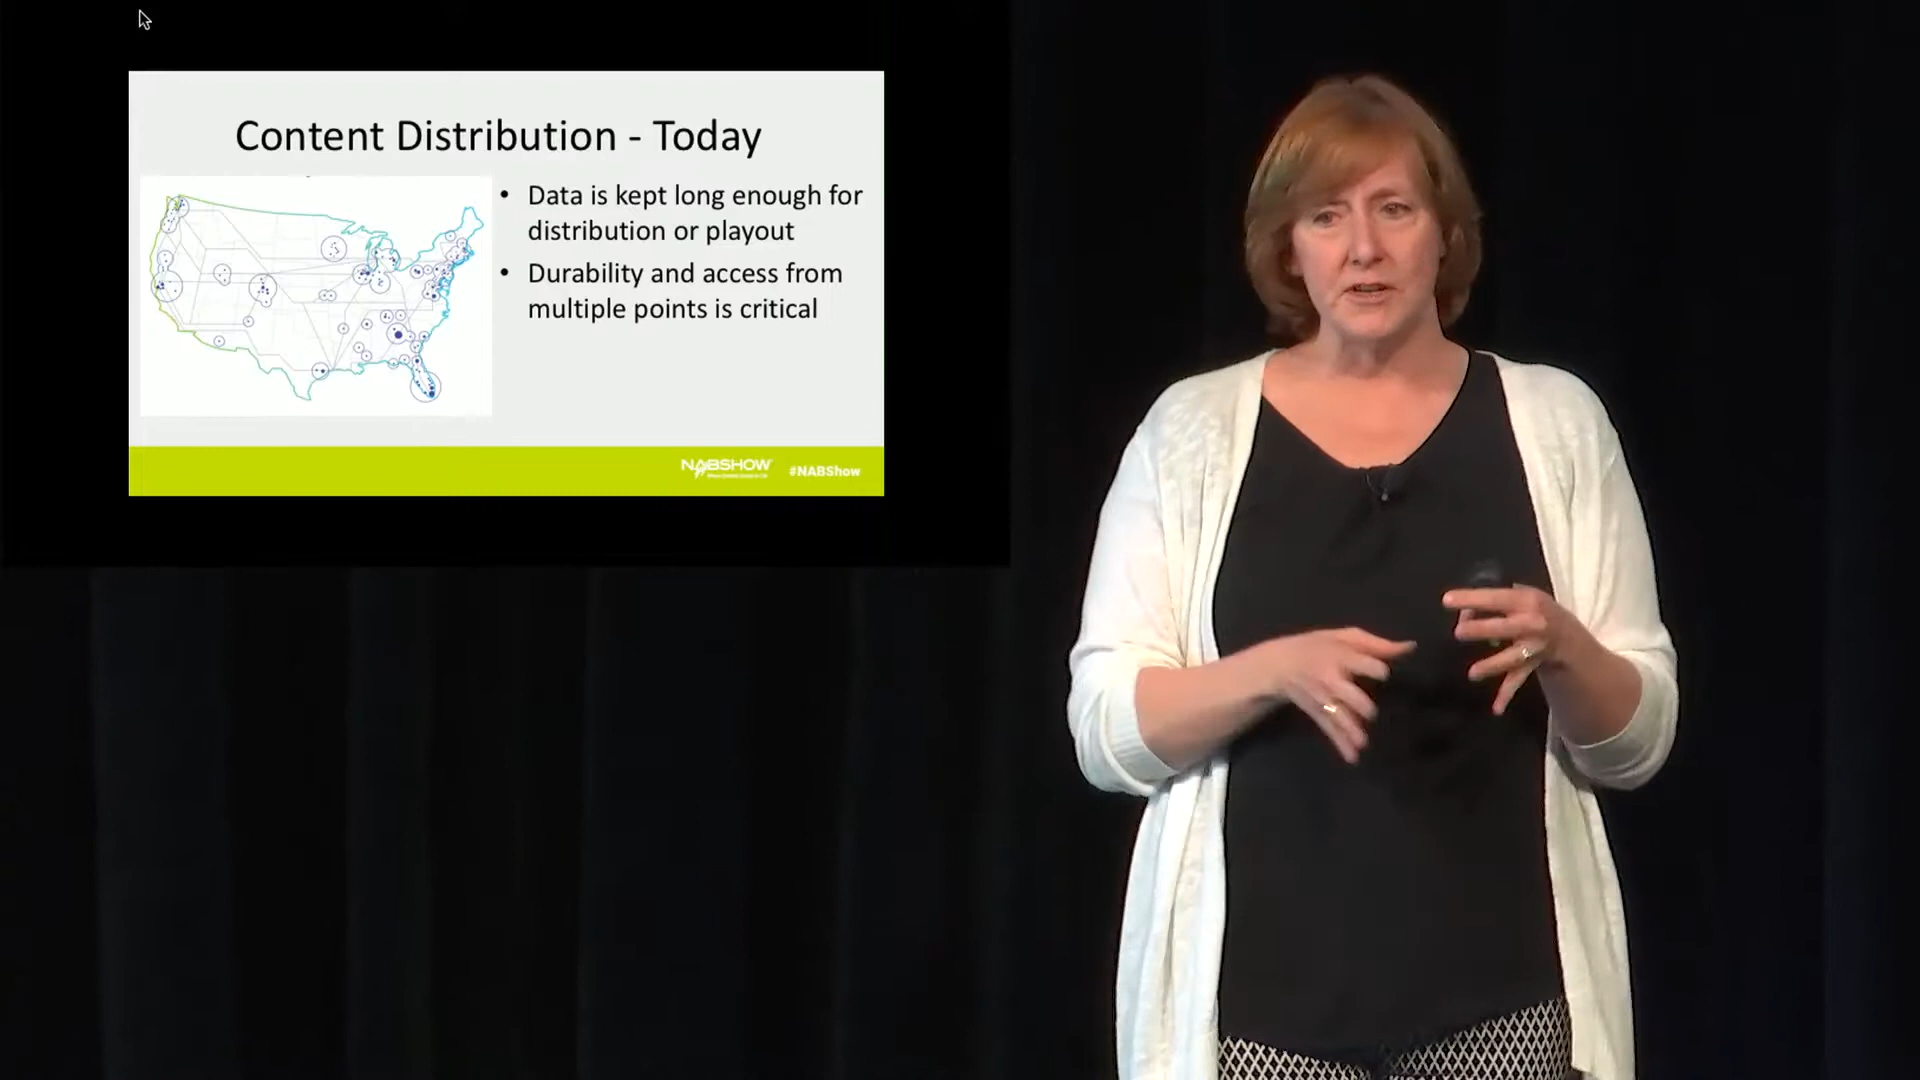 Content Distribution - Today
• Data is kept long enough for
distribution or playout
• Durability and access from
multiple points is critical
NABSHOW
#NABShow